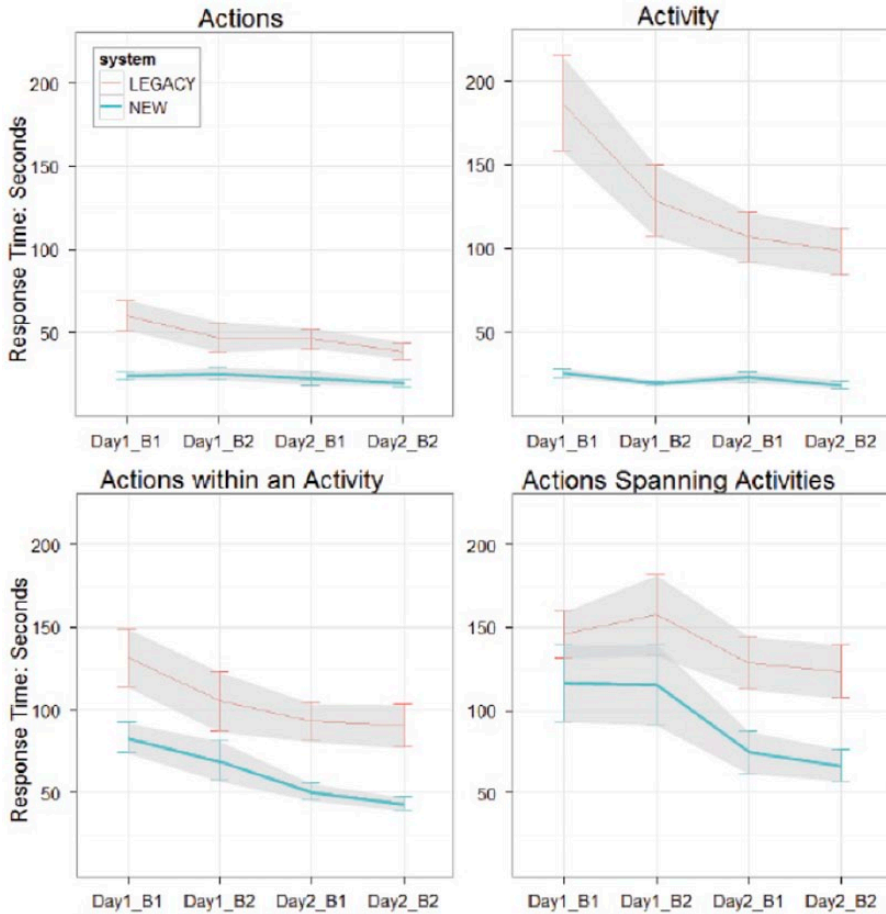 Actions
Activity
system
LEGACY
NEW
Response Time: Seconds
200
150
100
50
200
150
100
50
Day1_B1 Day1_B2 Day2_B1 Day2_B2
Day1_B1 Day1_B2 Day2_B1 Day2_B2
Actions within an Activity
Actions Spanning Activities
Response Time: Seconds
200
150
100
50
200
150
100
50
Day1_B1 Day1_B2 Day2_B1 Day2_B2
Day1_B1 Day1_B2 Day2_B1 Day2_B2